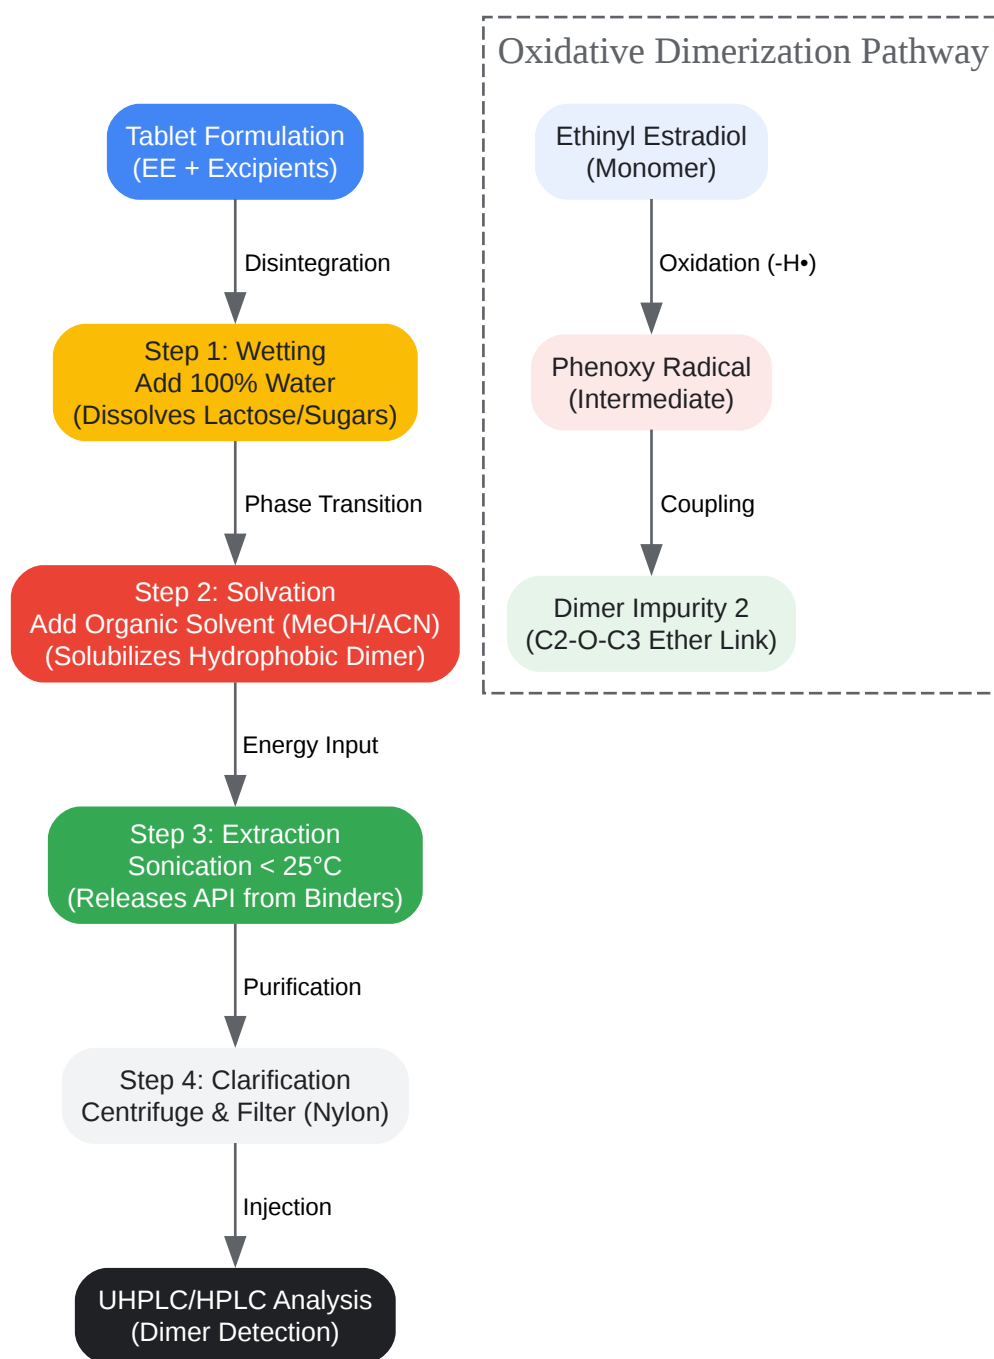 Tablet Formulation
(EE + Excipients)
Disintegration
Step 1: Wetting
Add 100% Water
(Dissolves Lactose/Sugars)
Phase Transition
Step 2: Solvation
Add Organic Solvent (MeOH/ACN)
(Solubilizes Hydrophobic Dimer)
Energy Input
Step 3: Extraction
Sonication < 25°C
(Releases API from Binders)
Purification
Step 4: Clarification
Centrifuge & Filter (Nylon)
Injection
UHPLC/HPLC Analysis
(Dimer Detection)
Oxidative Dimerization Pathway
Ethinyl Estradiol
(Monomer)
Oxidation (-H•)
Phenoxy Radical
(Intermediate)
Coupling
Dimer Impurity 2
(C2-O-C3 Ether Link)